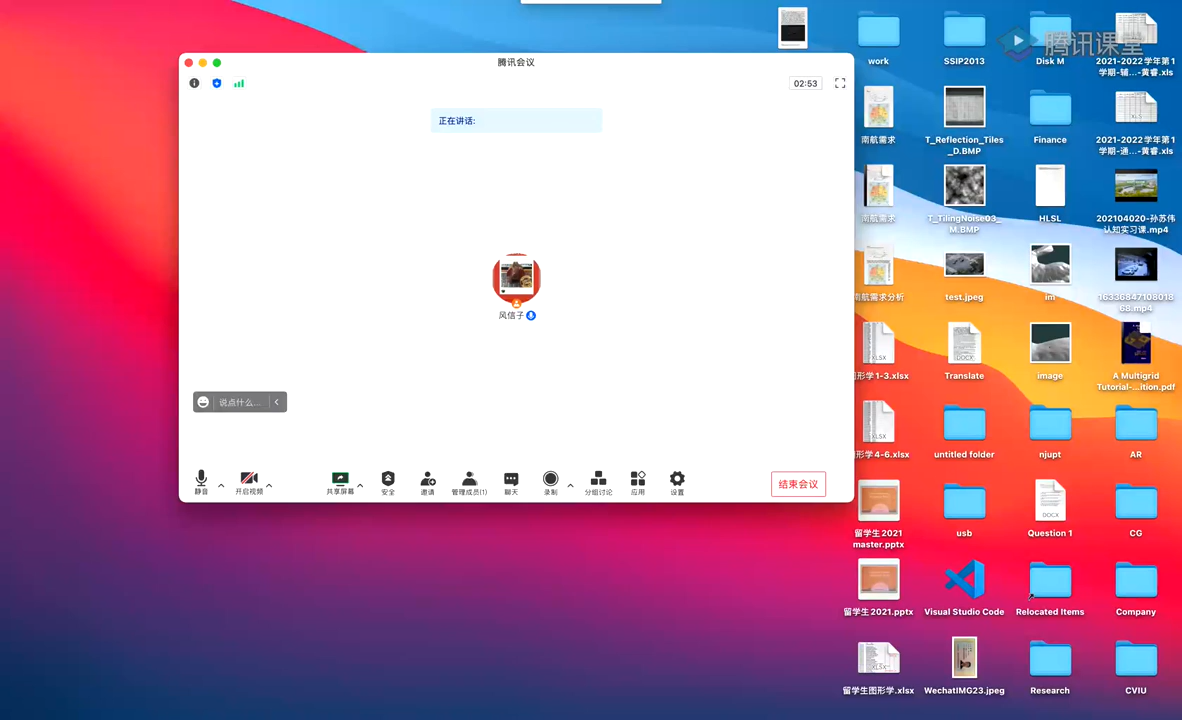 腾讯会议
02:53
正在讲话:
风信子
说点什么...
静音
开启视频
共享屏幕
安全
邀请
管理成员(1)
聊天
录制
分组讨论
应用
设置
结束会议
腾讯课堂
work
SSIP2013
Disk M
2021-2022学年第1
学期-辅...-黄睿.xls
南航需求
T_Reflection_Tiles
_D.BMP
Finance
XLS
2021-2022学年第1
学期-通...-黄睿.xls
南航需求
T_TilingNoise03_
M.BMP
HLSL
202104020-孙苏伟
认知实习课.mp4
南航需求分析
test.jpeg
im
16336847108018
68.mp4
XLSX
形学1-3.xlsx
DOCX
Translate
image
A Multigrid
Tutorial-...ition.pdf
XLSX
形学4-6.xlsx
untitled folder
njupt
AR
留学生2021
master.pptx
usb
DOCX
Question 1
CG
留学生2021.pptx
Visual Studio Code
Relocated Items
Company
留学生图形学.xlsx
WechatIMG23.jpeg
Research
CVIU